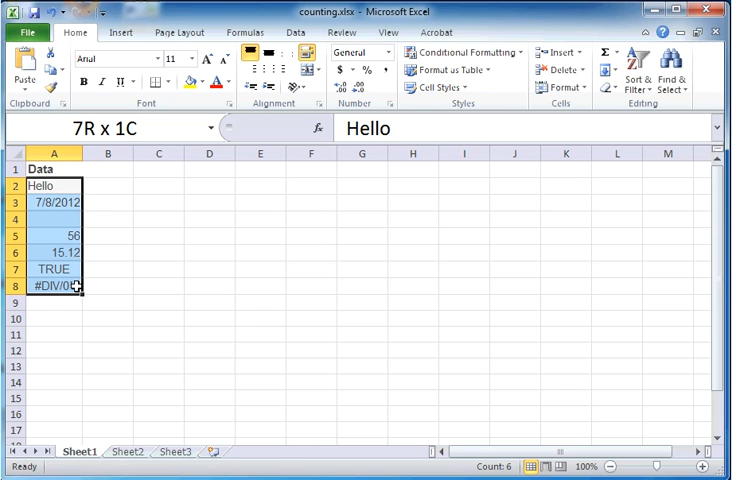 counting.xlsx - Microsoft Excel
File Home Insert Page Layout Formulas Data Review View Acrobat
Paste
Arial 11 A A
B I U A
General
$ % ,
Conditional Formatting
Format as Table
Cell Styles
Insert
Delete
Format
Σ
Sort & Filter
Find & Select
Clipboard Font Alignment Number Styles Cells Editing
7R x 1C fx Hello
A B C D E F G H I J K L M
1 Data
2 Hello
3 7/8/2012
4
5 56
6 15.12
7 TRUE
8 #DIV/0!
9
10
11
12
13
14
15
16
17
Sheet1 Sheet2 Sheet3
Ready Count: 6 100%